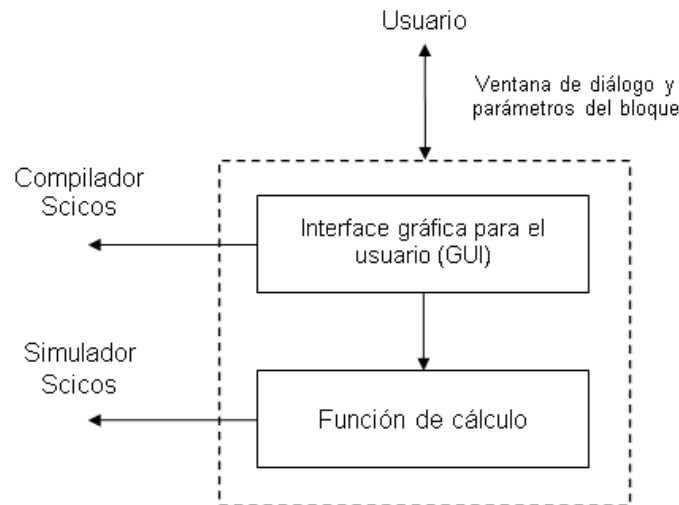 Usuario
Ventana de diálogo y
parámetros del bloque
Compilador
Scicos
Interface gráfica para el
usuario (GUI)
Simulador
Scicos
Función de cálculo